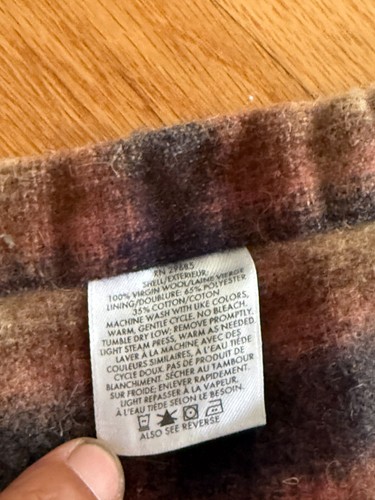 RN 29685
SHELL/EXTERIEUR:
100% VIRGIN WOOL/LAINE VIERGE
LINING/DOUBLURE: 65% POLYESTER
35% COTTON/COTON
MACHINE WASH WITH LIKE COLORS,
WARM, GENTLE CYCLE. NO BLEACH.
TUMBLE DRY LOW; REMOVE PROMPTLY.
LIGHT STEAM PRESS, WARM AS NEEDED.
LAVER À LA MACHINE AVEC DES
COULEURS SIMILAIRES, À L'EAU TIÈDE
CYCLE DOUX. PAS DE PRODUIT DE
BLANCHIMENT. SÉCHER AU TAMBOUR
SUR FROIDE; ENLEVER RAPIDEMENT.
LIGHT REPASSER À LA VAPEUR,
À L'EAU TIÈDE SELON LE BESOIN.
ALSO SEE REVERSE